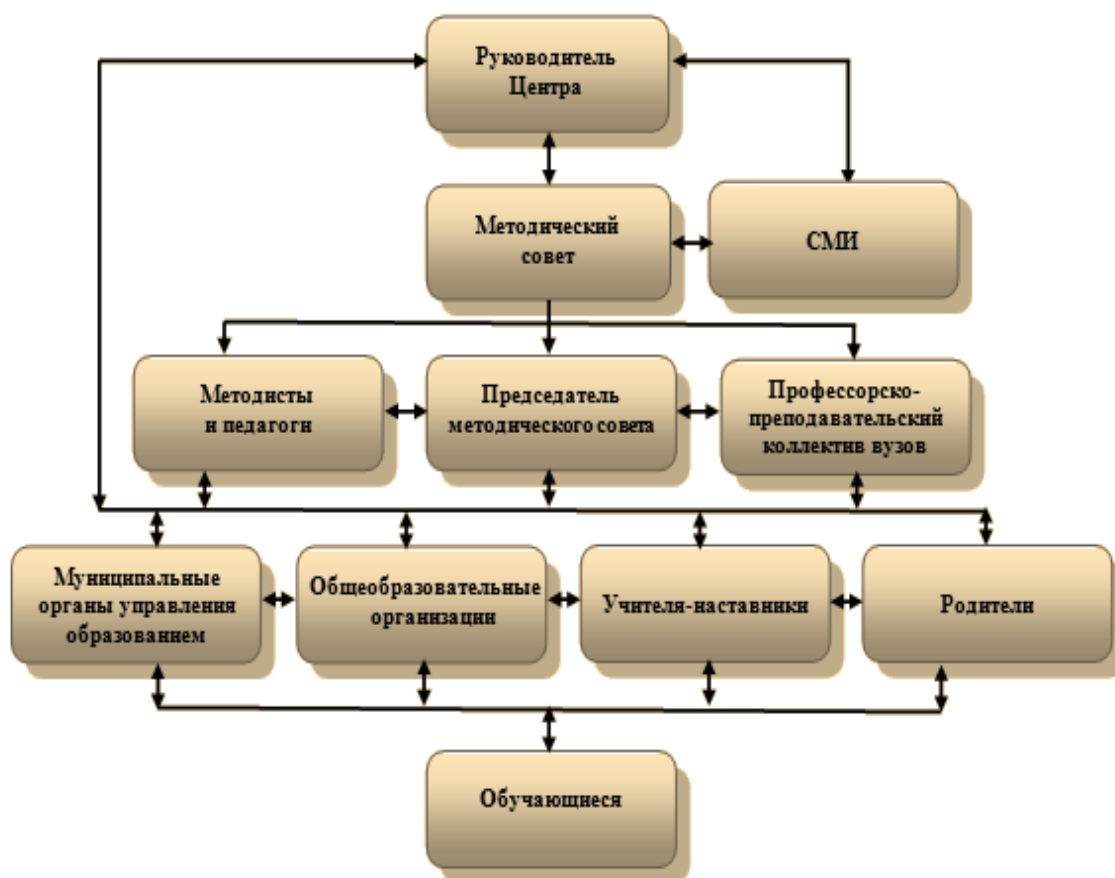 Руководитель
Центра
Методический
совет
СМИ
Методисты
и педагоги
Председатель
методического совета
Профессорско-
преподавательский
коллектив вузов
Муниципальные
органы управления
образованием
Общеобразовательные
организации
Учителя-наставники
Родители
Обучающиеся